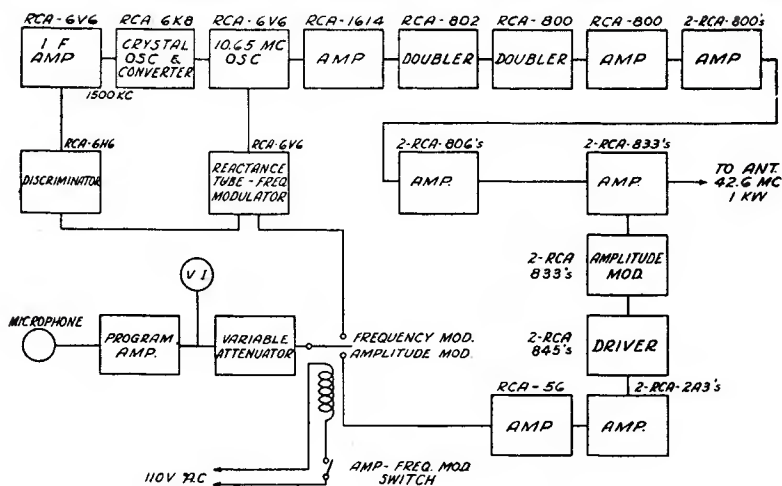 RCA-6V6
I F
AMP
1500 KC
RCA 6K8
CRYSTAL
OSC &
CONVERTER
RCA-6V6
10.65 MC
OSC
RCA-1614
AMP
RCA-802
DOUBLER
RCA-800
DOUBLER
RCA-800
AMP
2-RCA-800's
AMP
RCA-6H6
DISCRIMINATOR
RCA-6V6
REACTANCE
TUBE-FREQ
MODULATOR
2-RCA-806's
AMP.
2-RCA-833's
AMP.
TO ANT.
42.6 MC
1 KW
2-RCA
833's
AMPLITUDE
MOD.
V I
MICROPHONE
PROGRAM
AMP.
VARIABLE
ATTENUATOR
FREQUENCY MOD.
AMPLITUDE MOD.
2-RCA
845's
DRIVER
RCA-56
AMP
2-RCA-2A3's
AMP.
110V AC
AMP-FREQ. MOD
SWITCH